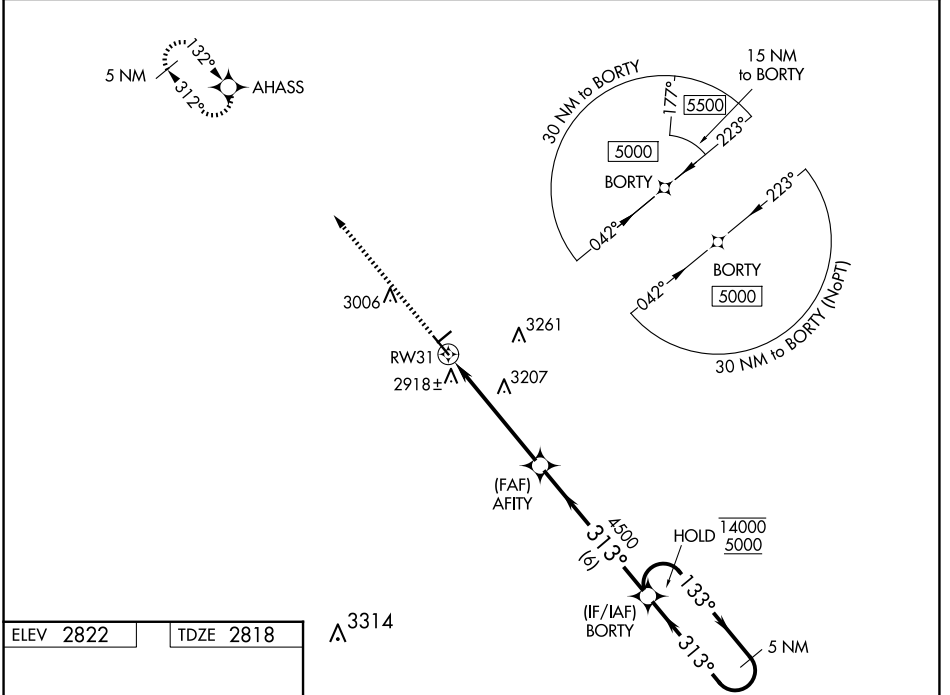 132°
312°
5 NM
AHASS
15 NM
to BORTY
30 NM to BORTY
177°
5500
223°
5000
BORTY
042°
223°
BORTY
042°
5000
30 NM to BORTY (NoPT)
3006
3261
RW31
2918±
3207
(FAF)
AFITY
4500
313°
(6)
HOLD 14000
5000
133°
(IF/IAF)
BORTY
313°
5 NM
ELEV 2822
TDZE 2818
3314